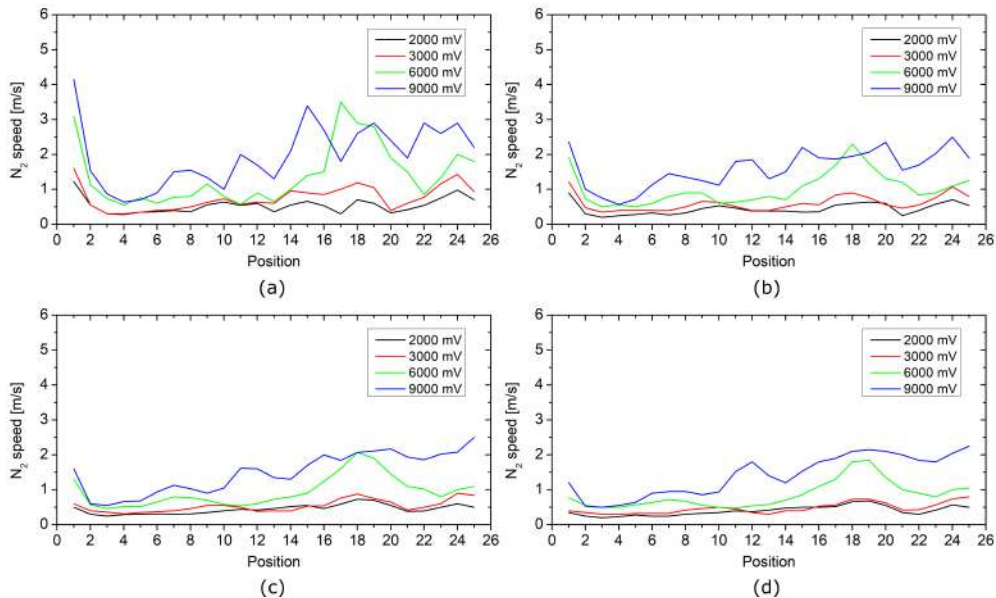 6
5
4
3
2
1
0
N₂ speed [m/s]
2000 mV
3000 mV
6000 mV
9000 mV
0 2 4 6 8 10 12 14 16 18 20 22 24 26
Position
(a)
6
5
4
3
2
1
0
N₂ speed [m/s]
2000 mV
3000 mV
6000 mV
9000 mV
0 2 4 6 8 10 12 14 16 18 20 22 24 26
Position
(b)
6
5
4
3
2
1
0
N₂ speed [m/s]
2000 mV
3000 mV
6000 mV
9000 mV
0 2 4 6 8 10 12 14 16 18 20 22 24 26
Position
(c)
6
5
4
3
2
1
0
N₂ speed [m/s]
2000 mV
3000 mV
6000 mV
9000 mV
0 2 4 6 8 10 12 14 16 18 20 22 24 26
Position
(d)